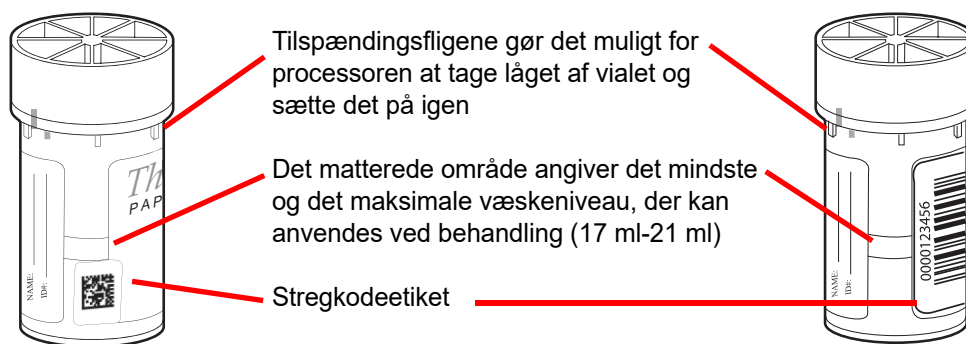 Tilspændingsfligene gør det muligt for
processoren at tage låget af vialet og
sætte det på igen
Det matterede område angiver det mindste
og det maksimale væskeniveau, der kan
anvendes ved behandling (17 ml-21 ml)
Stregkodeetiket
Th
PAP
NAME:
ID#:
NAME:
ID#:
0000123456